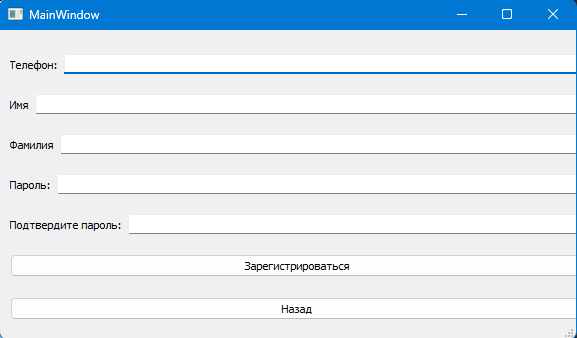 MainWindow
Телефон:
Имя
Фамилия
Пароль:
Подтвердите пароль:
Зарегистрироваться
Назад